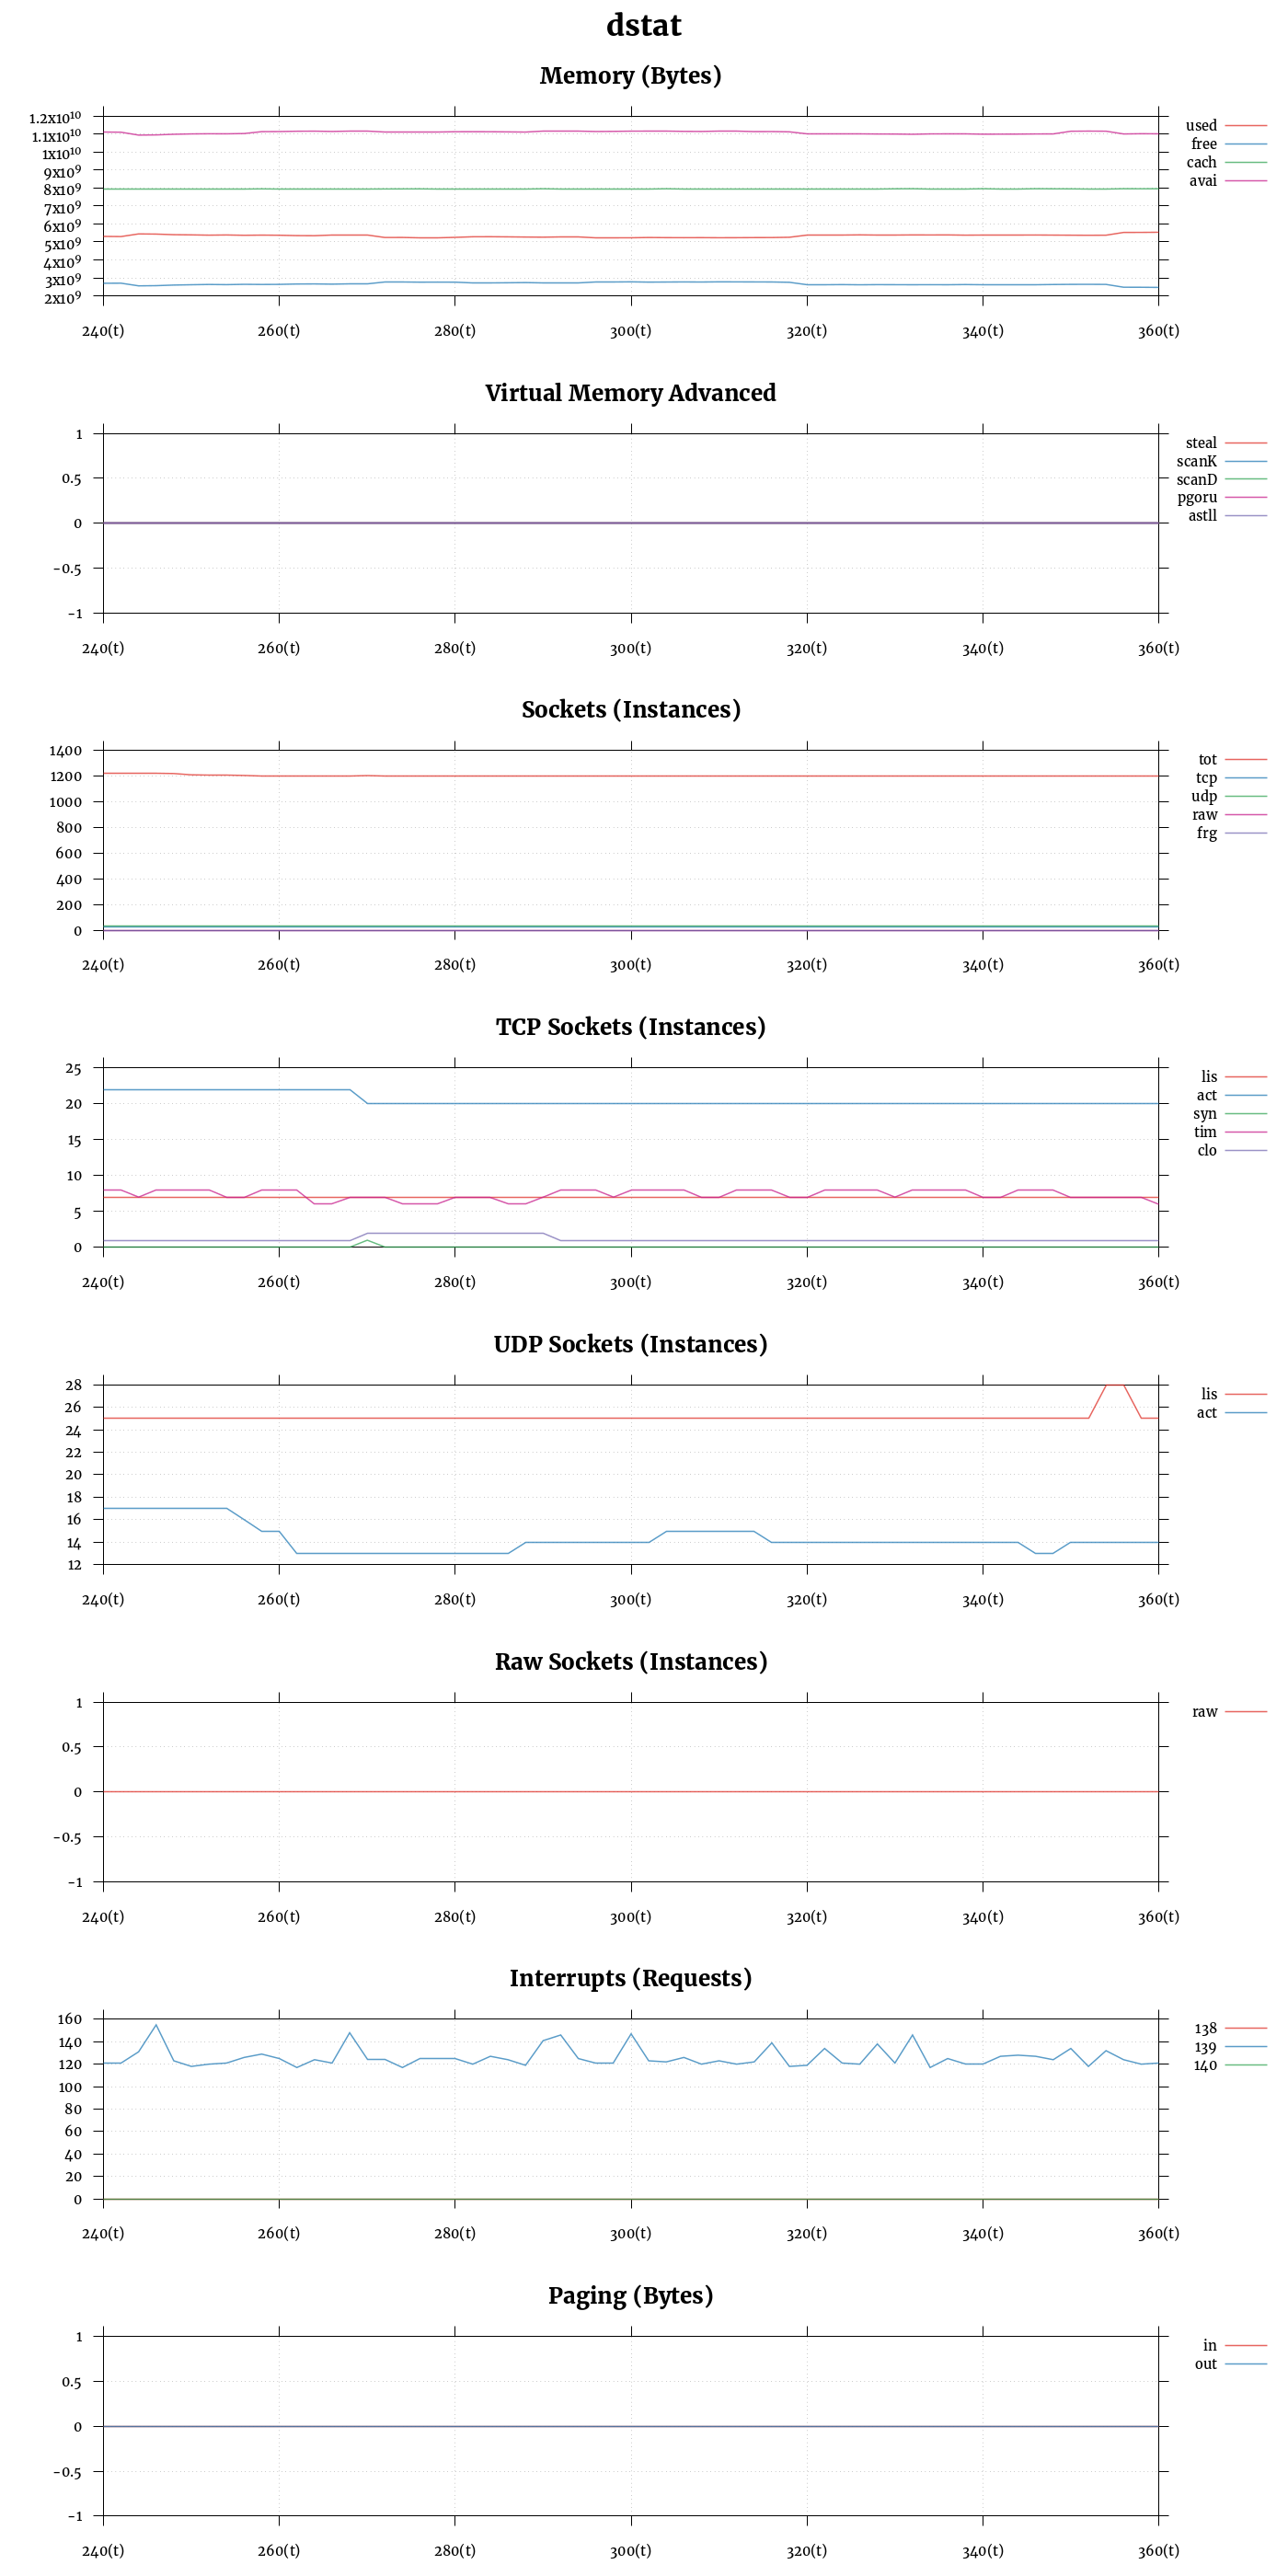 dstat
Memory (Bytes)
1.2x10¹⁰
1.1x10¹⁰
1x10¹⁰
9x10⁹
8x10⁹
7x10⁹
6x10⁹
5x10⁹
4x10⁹
3x10⁹
2x10⁹
240(t) 260(t) 280(t) 300(t) 320(t) 340(t) 360(t)
used
free
cach
avai
Virtual Memory Advanced
1
0.5
0
-0.5
-1
240(t) 260(t) 280(t) 300(t) 320(t) 340(t) 360(t)
steal
scanK
scanD
pgoru
astll
Sockets (Instances)
1400
1200
1000
800
600
400
200
0
240(t) 260(t) 280(t) 300(t) 320(t) 340(t) 360(t)
tot
tcp
udp
raw
frg
TCP Sockets (Instances)
25
20
15
10
5
0
240(t) 260(t) 280(t) 300(t) 320(t) 340(t) 360(t)
lis
act
syn
tim
clo
UDP Sockets (Instances)
28
26
24
22
20
18
16
14
12
240(t) 260(t) 280(t) 300(t) 320(t) 340(t) 360(t)
lis
act
Raw Sockets (Instances)
1
0.5
0
-0.5
-1
240(t) 260(t) 280(t) 300(t) 320(t) 340(t) 360(t)
raw
Interrupts (Requests)
160
140
120
100
80
60
40
20
0
240(t) 260(t) 280(t) 300(t) 320(t) 340(t) 360(t)
138
139
140
Paging (Bytes)
1
0.5
0
-0.5
-1
240(t) 260(t) 280(t) 300(t) 320(t) 340(t) 360(t)
in
out